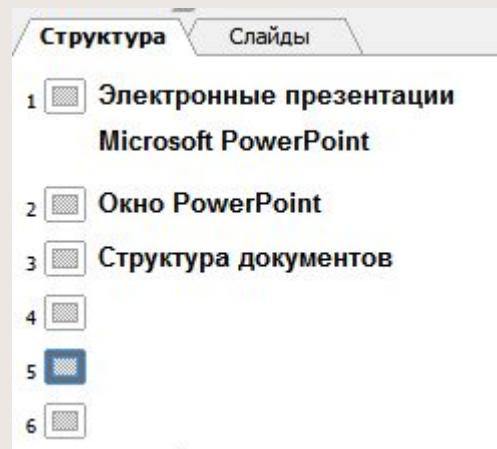 Структура Слайды
1 Электронные презентации
Microsoft PowerPoint
2 Окно PowerPoint
3 Структура документов
4
5
6